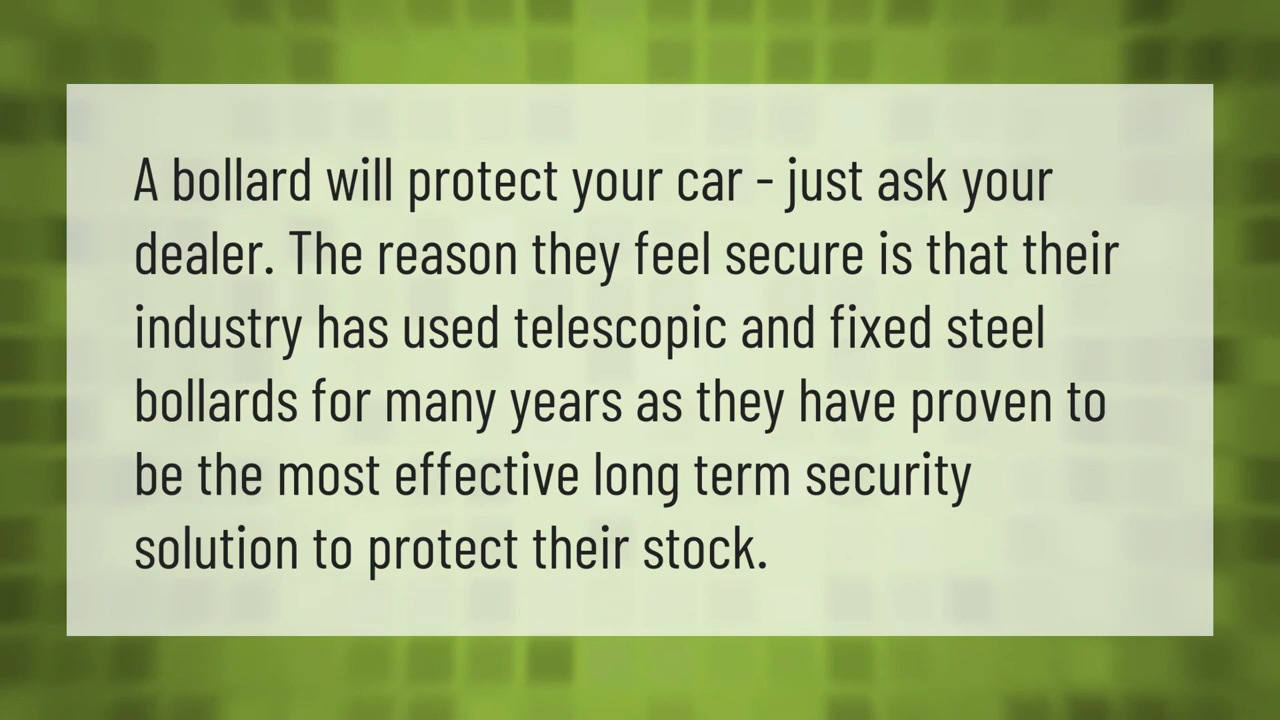 A bollard will protect your car - just ask your
dealer. The reason they feel secure is that their
industry has used telescopic and fixed steel
bollards for many years as they have proven to
be the most effective long term security
solution to protect their stock.